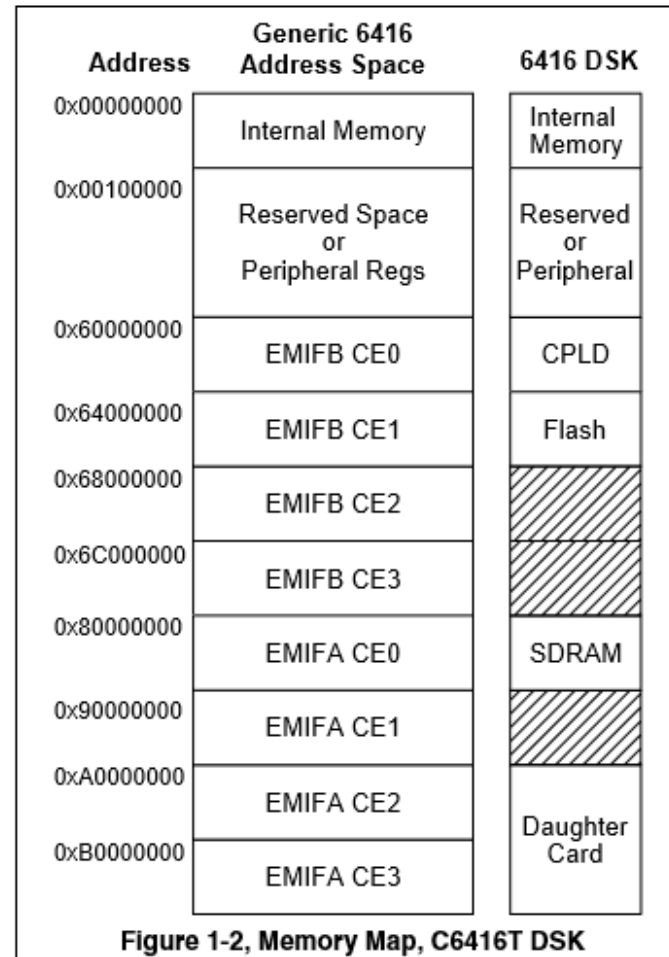 Address
Generic 6416
Address Space
6416 DSK
0x00000000
Internal Memory
Internal
Memory
0x00100000
Reserved Space
or
Peripheral Regs
Reserved
or
Peripheral
0x60000000
EMIFB CE0
CPLD
0x64000000
EMIFB CE1
Flash
0x68000000
EMIFB CE2
0x6C000000
EMIFB CE3
0x80000000
EMIFA CE0
SDRAM
0x90000000
EMIFA CE1
0xA0000000
EMIFA CE2
Daughter
Card
0xB0000000
EMIFA CE3
Figure 1-2, Memory Map, C6416T DSK